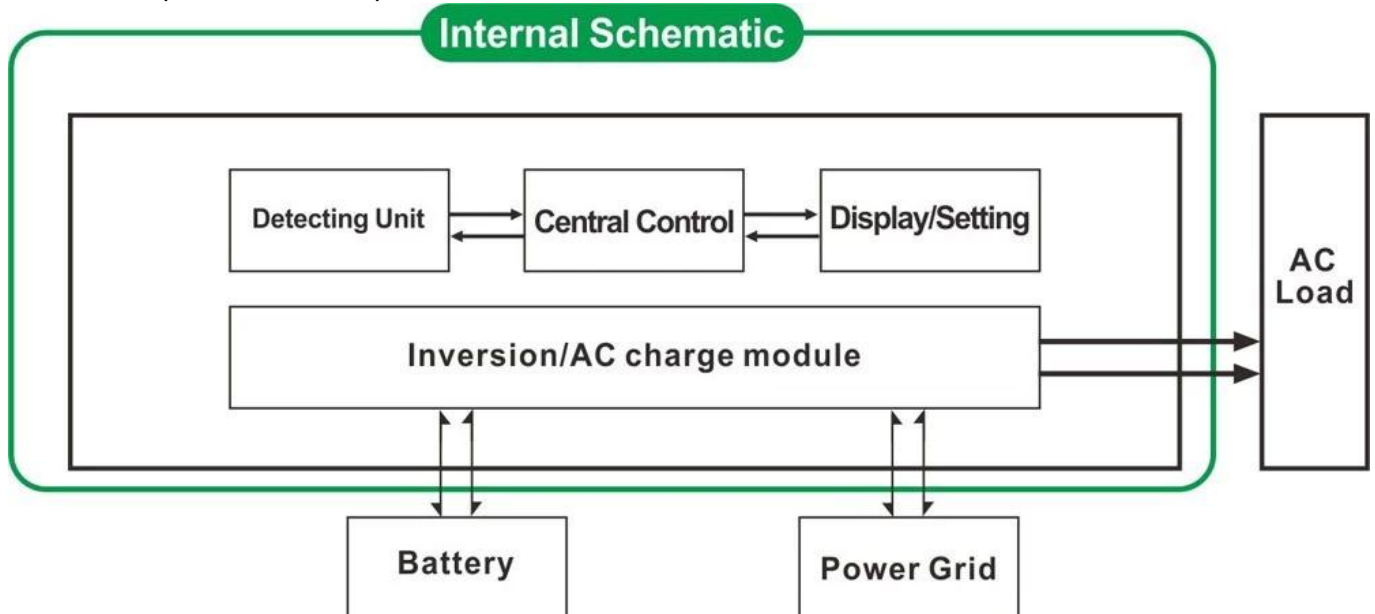 Internal Schematic
Detecting Unit
Central Control
Display/Setting
AC
Load
Inversion/AC charge module
Battery
Power Grid